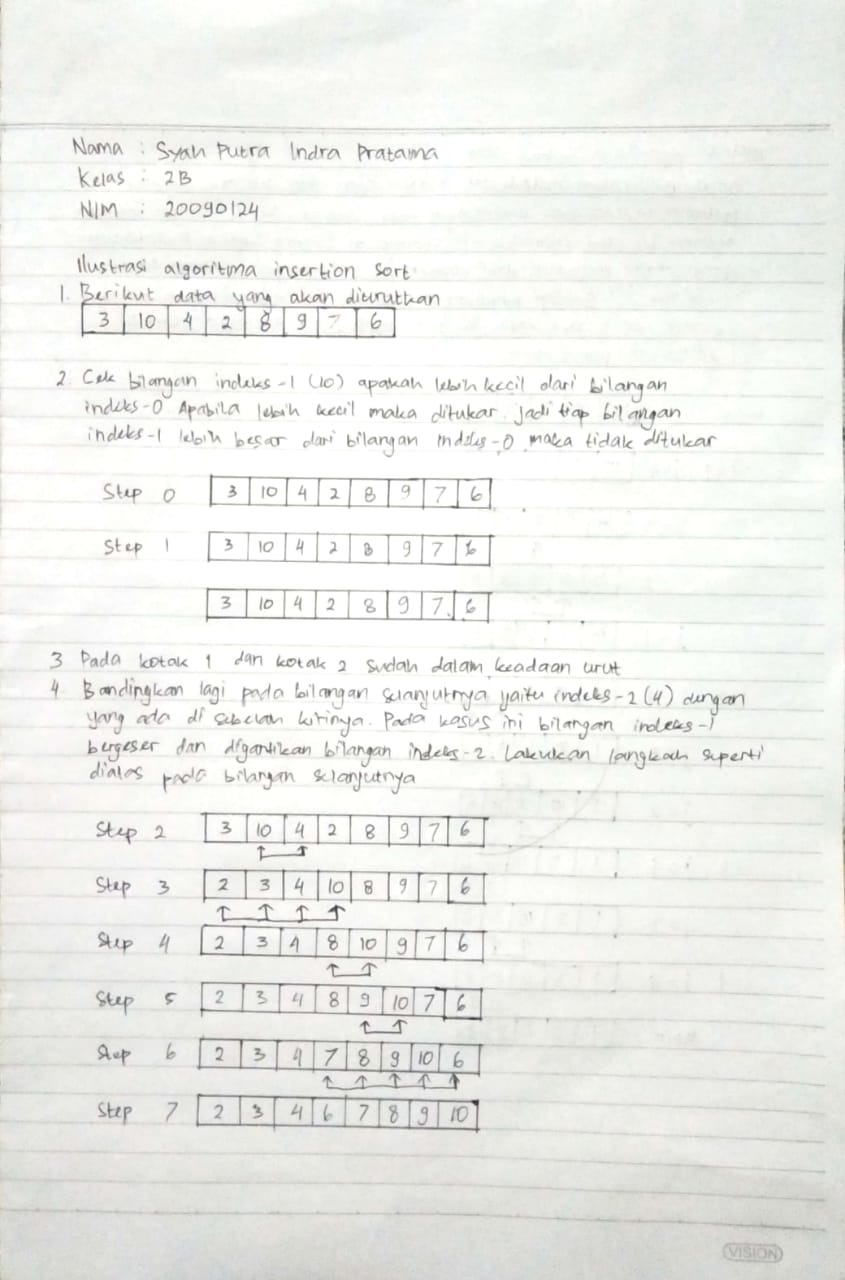 Nama : Syah Putra Indra Pratama
Kelas : 2B
NIM : 20090124
Ilustrasi algoritma insertion sort
1. Berikut data yang akan diurutkan
3 10 4 2 8 9 7 6
2. Cek bilangan indeks-1 (10) apakah lebih kecil dari bilangan
indeks-0 Apabila lebih kecil maka ditukar. Jadi tiap bilangan
indeks-1 lebih besar dari bilangan indeks-0 maka tidak ditukar
Step 0 3 10 4 2 8 9 7 6
Step 1 3 10 4 2 8 9 7 6
3 10 4 2 8 9 7 6
3 Pada kotak 1 dan kotak 2 sudah dalam keadaan urut
4 Bandingkan lagi pada bilangan selanjutnya yaitu indeks-2 (4) dengan
yang ada di sebelah kirinya. Pada kasus ini bilangan indeks-1
bergeser dan digantikan bilangan indeks-2. Lakukan langkah seperti
diatas pada bilangan selanjutnya
Step 2 3 10 4 2 8 9 7 6
Step 3 2 3 4 10 8 9 7 6
Step 4 2 3 4 8 10 9 7 6
Step 5 2 3 4 8 9 10 7 6
Step 6 2 3 4 7 8 9 10 6
Step 7 2 3 4 6 7 8 9 10
VISION